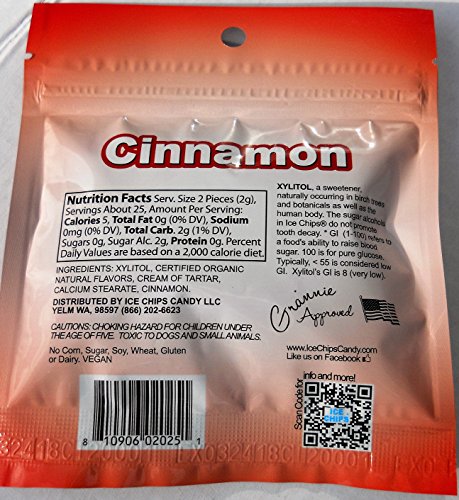 Cinnamon
Nutrition Facts Serv. Size 2 Pieces (2g),
Servings About 25, Amount Per Serving:
Calories 5, Total Fat 0g (0% DV), Sodium
0mg (0% DV), Total Carb. 2g (1% DV),
Sugars 0g, Sugar Alc. 2g, Protein 0g. Percent
Daily Values are based on a 2,000 calorie diet.
INGREDIENTS: XYLITOL, CERTIFIED ORGANIC
NATURAL FLAVORS, CREAM OF TARTAR,
CALCIUM STEARATE, CINNAMON.
DISTRIBUTED BY ICE CHIPS CANDY LLC
YELM WA, 98597 (866) 202-6623
CAUTIONS: CHOKING HAZARD FOR CHILDREN UNDER
THE AGE OF FIVE. TOXIC TO DOGS AND SMALL ANIMALS.
No Corn, Sugar, Soy, Wheat, Gluten
or Dairy. VEGAN
8 10906 02025 1
XYLITOL, a sweetener,
naturally occurring in birch trees
and botanicals as well as the
human body. The sugar alcohols
in Ice Chips® do not promote
tooth decay. * GI (1-100) refers to
a food's ability to raise blood
sugar. 100 is for pure glucose.
Typically, < 55 is considered low
GI. Xylitol's GI is 8 (very low).
Grannie
Approved
www.IceChipsCandy.com
Like us on Facebook
info and more!
Scan Code for
ICE
CHIPS